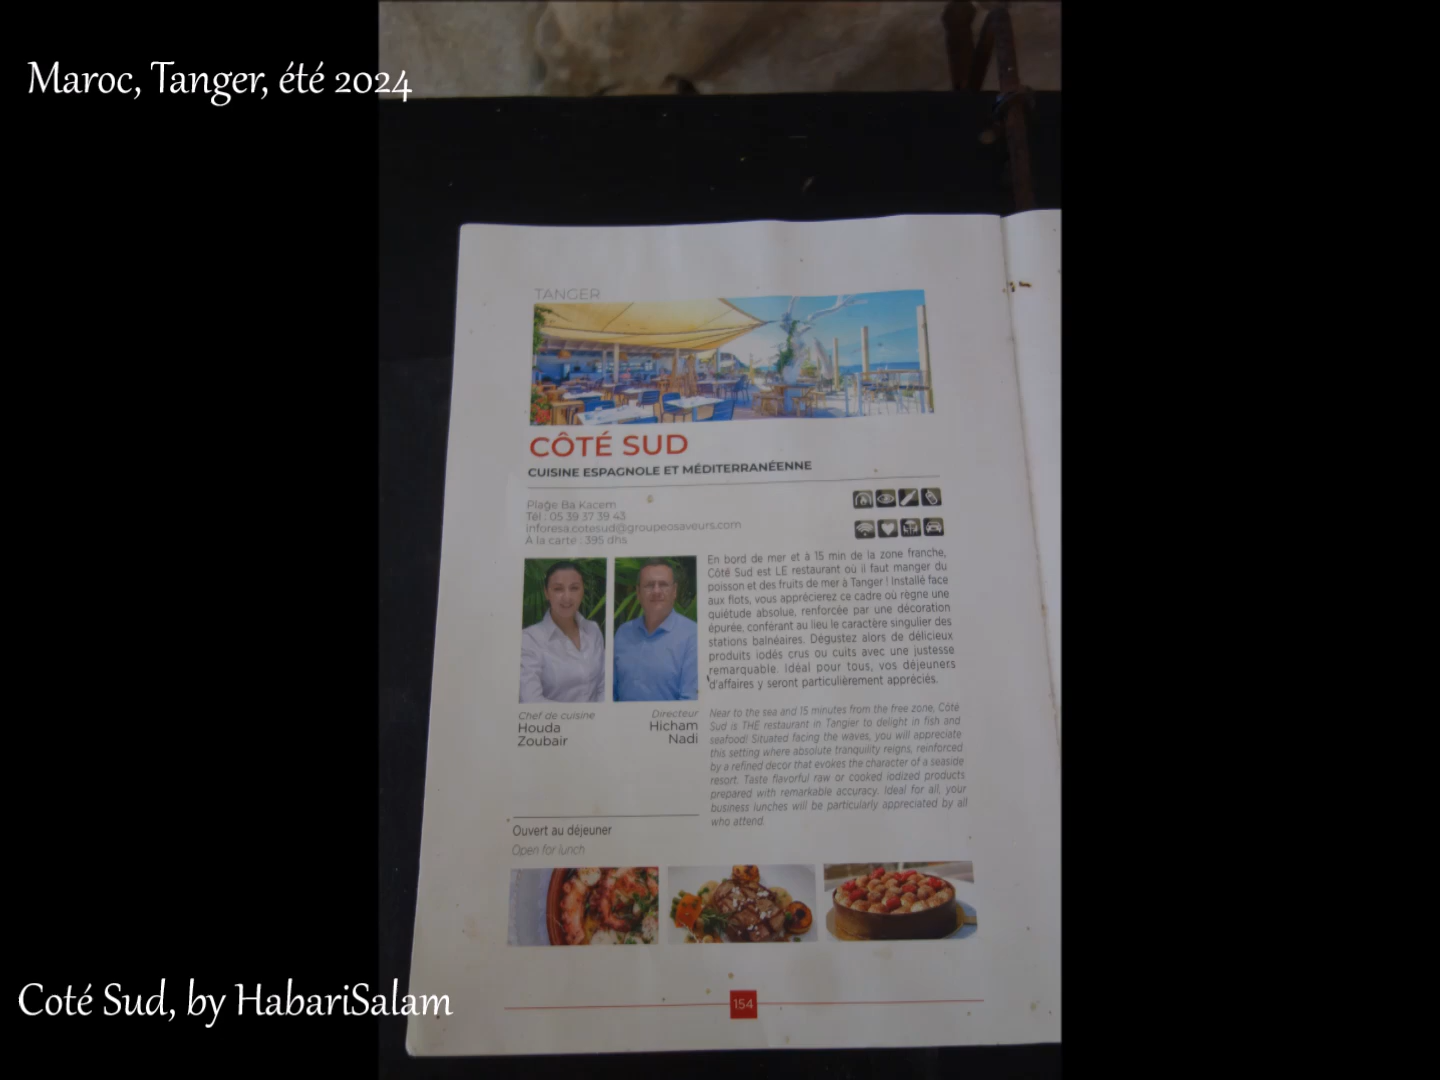 Maroc, Tanger, été 2024
TANGER
CÔTÉ SUD
CUISINE ESPAGNOLE ET MÉDITERRANÉENNE
Plage Ba Kacem
Tél : 05 39 37 39 43
inforesa.cotesud@groupeosaveurs.com
À la carte : 395 dhs
En bord de mer et à 15 min de la zone franche,
Côté Sud est LE restaurant où il faut manger du
poisson et des fruits de mer à Tanger ! Installé face
aux flots, vous apprécierez ce cadre où règne une
quiétude absolue, renforcée par une décoration
épurée, conférant au lieu le caractère singulier des
stations balnéaires. Dégustez alors de délicieux
produits iodés crus ou cuits avec une justesse
remarquable. Idéal pour tous, vos déjeuners
d'affaires y seront particulièrement appréciés.
Chef de cuisine
Houda
Zoubair
Directeur
Hicham
Nadi
Near to the sea and 15 minutes from the free zone, Côté
Sud is THE restaurant in Tangier to delight in fish and
seafood! Situated facing the waves, you will appreciate
this setting where absolute tranquility reigns, reinforced
by a refined decor that evokes the character of a seaside
resort. Taste flavorful raw or cooked iodized products
prepared with remarkable accuracy. Ideal for all, your
business lunches will be particularly appreciated by all
who attend.
Ouvert au déjeuner
Open for lunch
154
Coté Sud, by HabariSalam